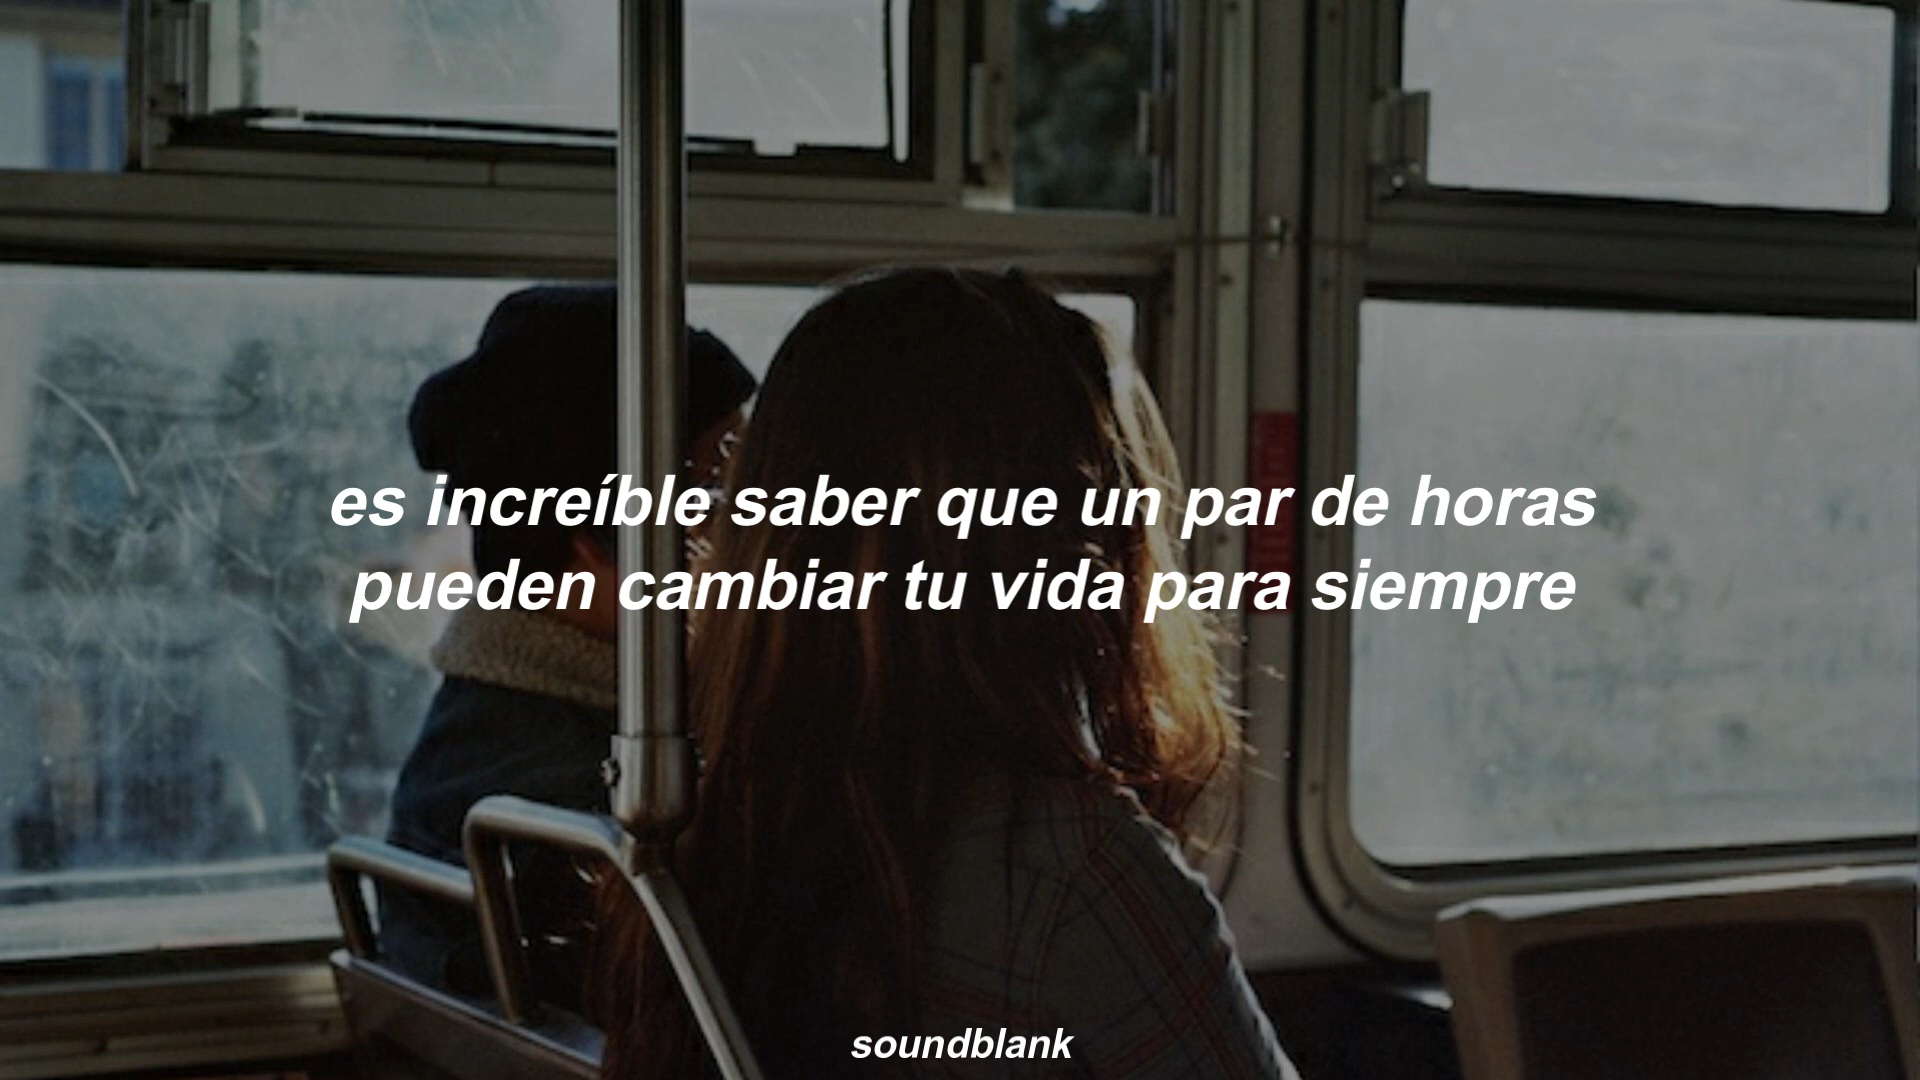 es increíble saber que un par de horas
pueden cambiar tu vida para siempre
soundblank